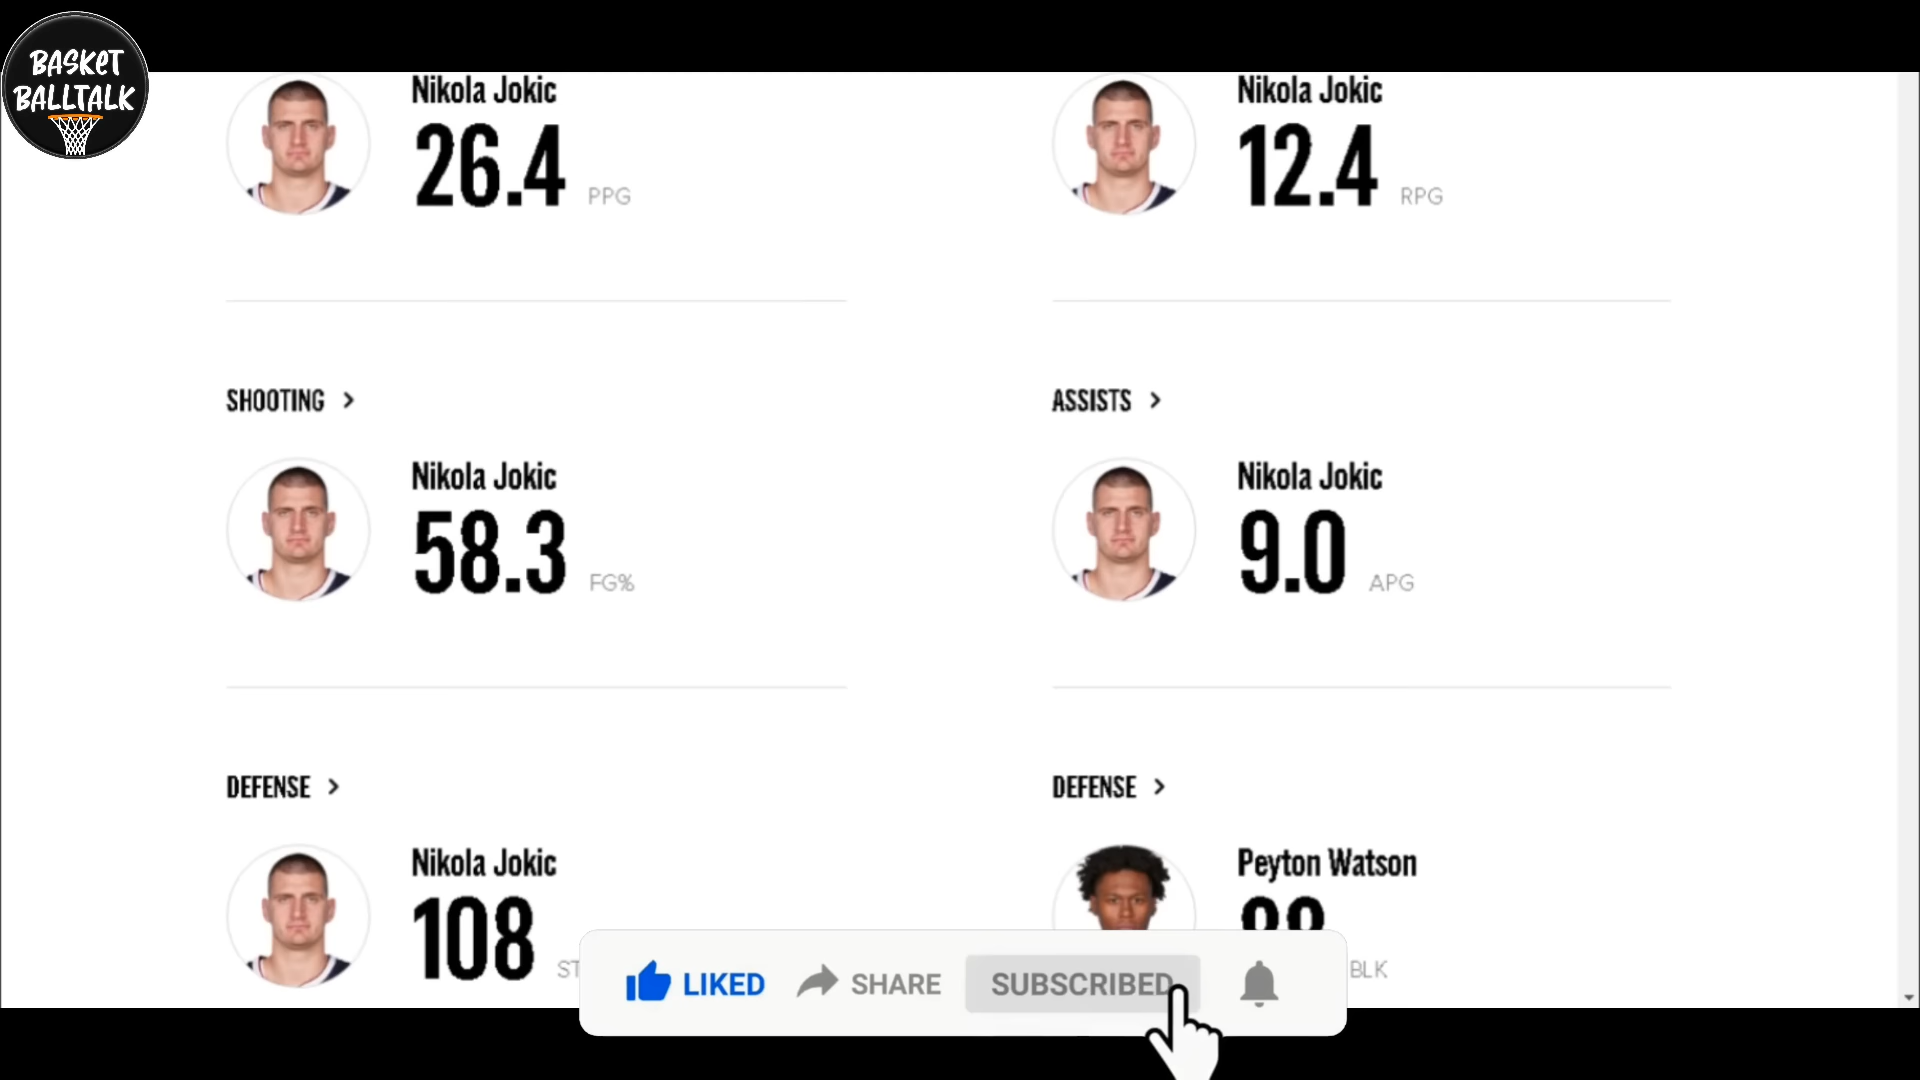 BASKET
BALLTALK
Nikola Jokic
26.4 PPG
Nikola Jokic
12.4 RPG
SHOOTING >
Nikola Jokic
58.3 FG%
ASSISTS >
Nikola Jokic
9.0 APG
DEFENSE >
Nikola Jokic
108
DEFENSE >
Peyton Watson
BLK
LIKED SHARE SUBSCRIBED